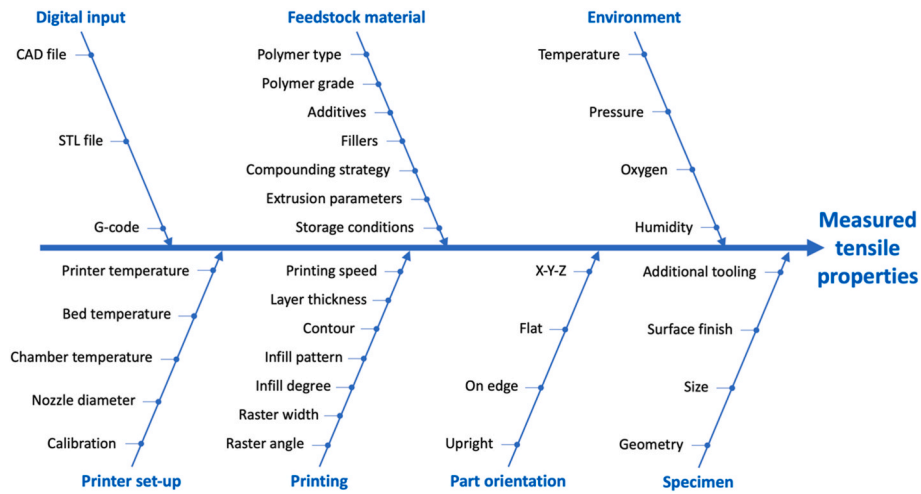 Digital input
CAD file
STL file
G-code
Feedstock material
Polymer type
Polymer grade
Additives
Fillers
Compounding strategy
Extrusion parameters
Storage conditions
Environment
Temperature
Pressure
Oxygen
Humidity
Measured
tensile
properties
Printer temperature
Bed temperature
Chamber temperature
Nozzle diameter
Calibration
Printer set-up
Printing speed
Layer thickness
Contour
Infill pattern
Infill degree
Raster width
Raster angle
Printing
X-Y-Z
Flat
On edge
Upright
Part orientation
Additional tooling
Surface finish
Size
Geometry
Specimen